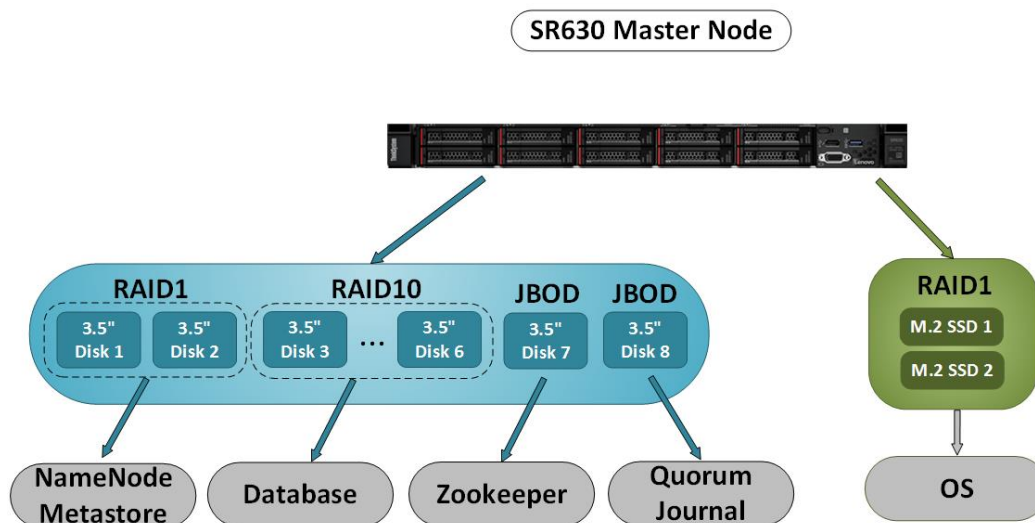 SR630 Master Node
Lenovo
RAID1
RAID10
JBOD
JBOD
RAID1
3.5"
Disk 1
3.5"
Disk 2
3.5"
Disk 3
...
3.5"
Disk 6
3.5"
Disk 7
3.5"
Disk 8
M.2 SSD 1
M.2 SSD 2
NameNode
Metastore
Database
Zookeeper
Quorum
Journal
OS